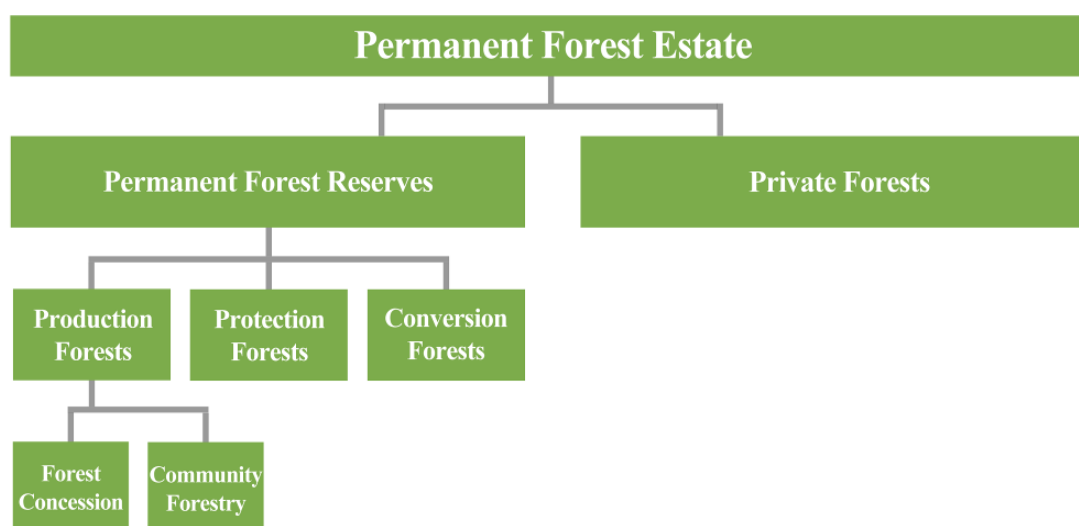 Permanent Forest Estate
Permanent Forest Reserves
Private Forests
Production
Forests
Protection
Forests
Conversion
Forests
Forest
Concession
Community
Forestry